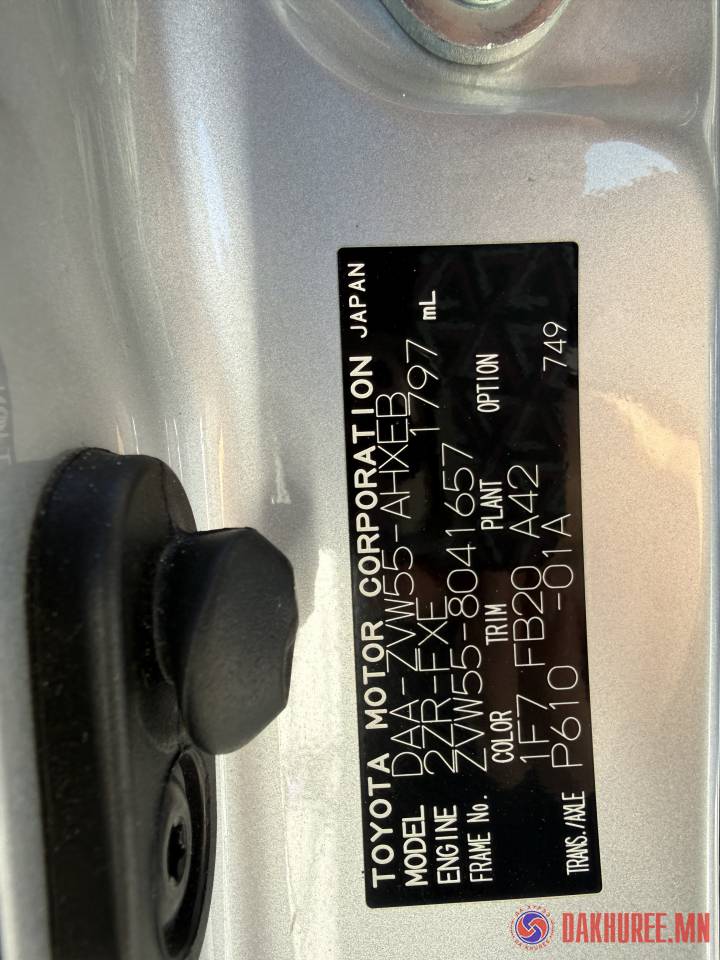 TOYOTA MOTOR CORPORATION JAPAN
MODEL DAA-ZVW55-AHXEB
ENGINE 2ZR-FXE 1797 mL
FRAME No. ZVW55-8041657
COLOR TRIM PLANT OPTION
1F7 FB20 A42
TRANS./AXLE P610 -01A 749
DAKHUREE.MN